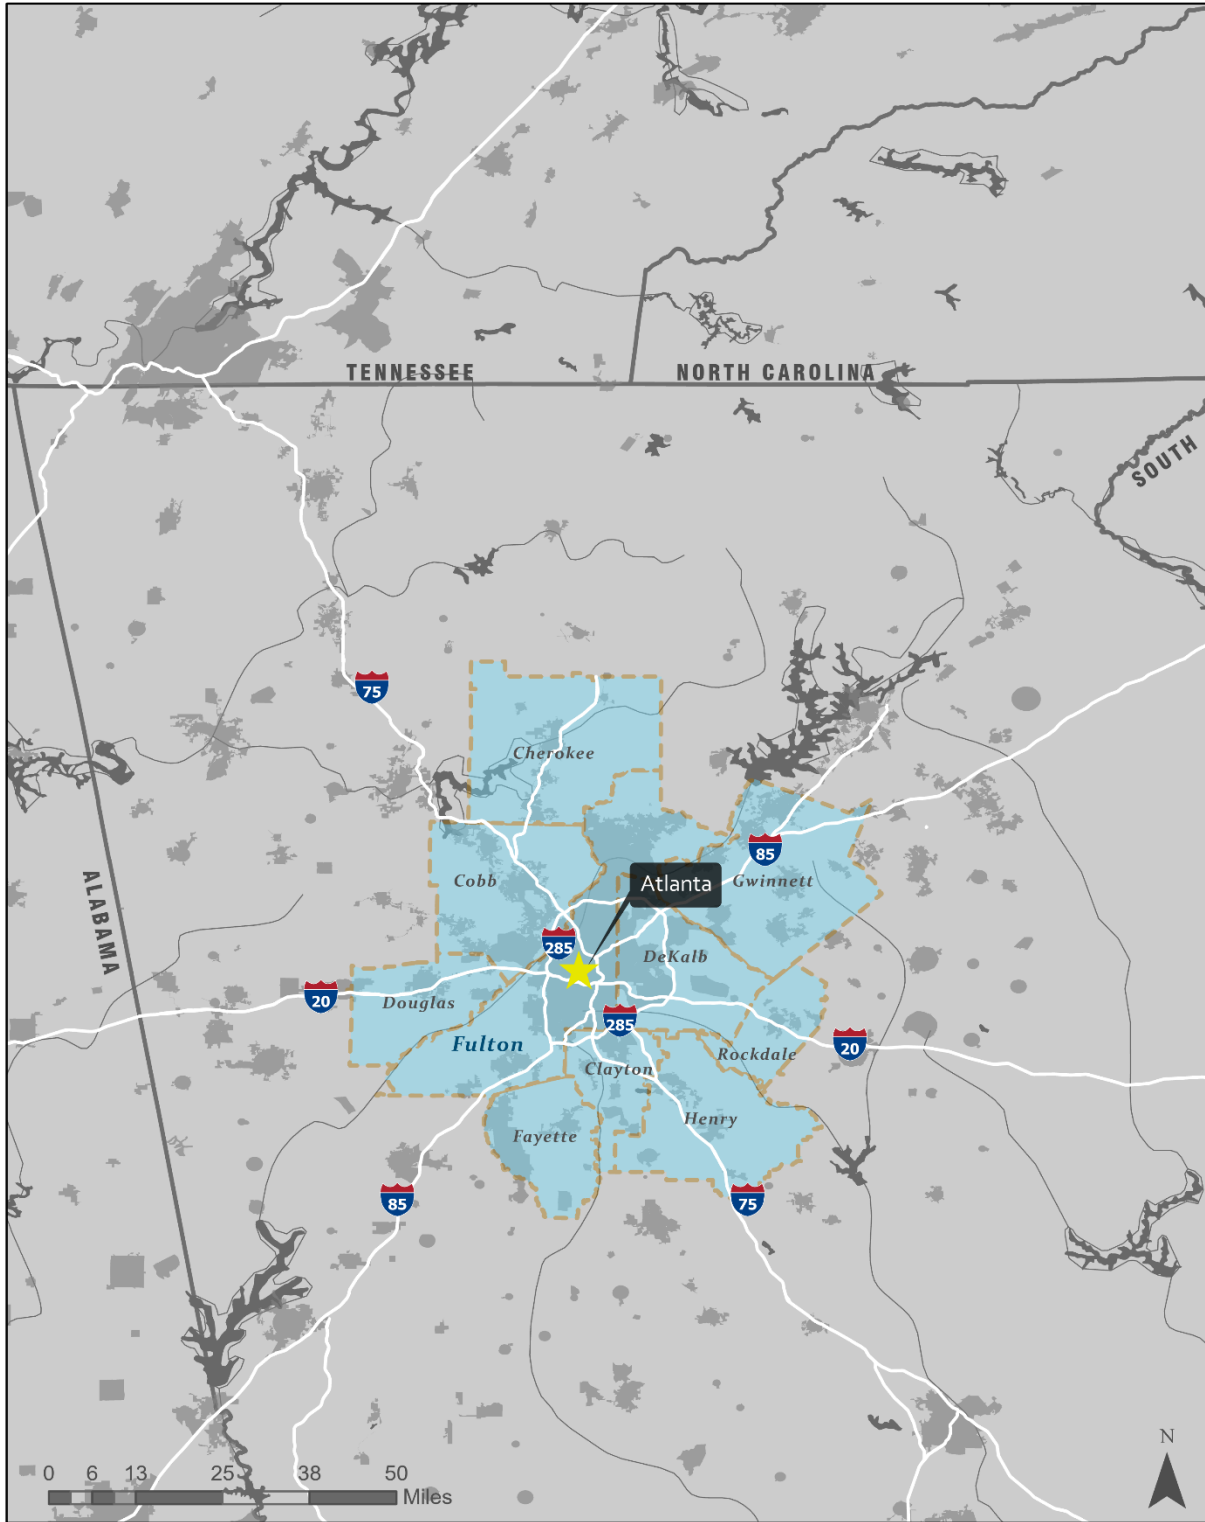 TENNESSEE
NORTH CAROLINA
SOUTH
75
Cherokee
85
Atlanta
Cobb
Gwinnett
285
DeKalb
20
Douglas
285
Fulton
20
Rockdale
Clayton
Henry
Fayette
85
75
ALABAMA
N
0 6 13 25 38 50
Miles